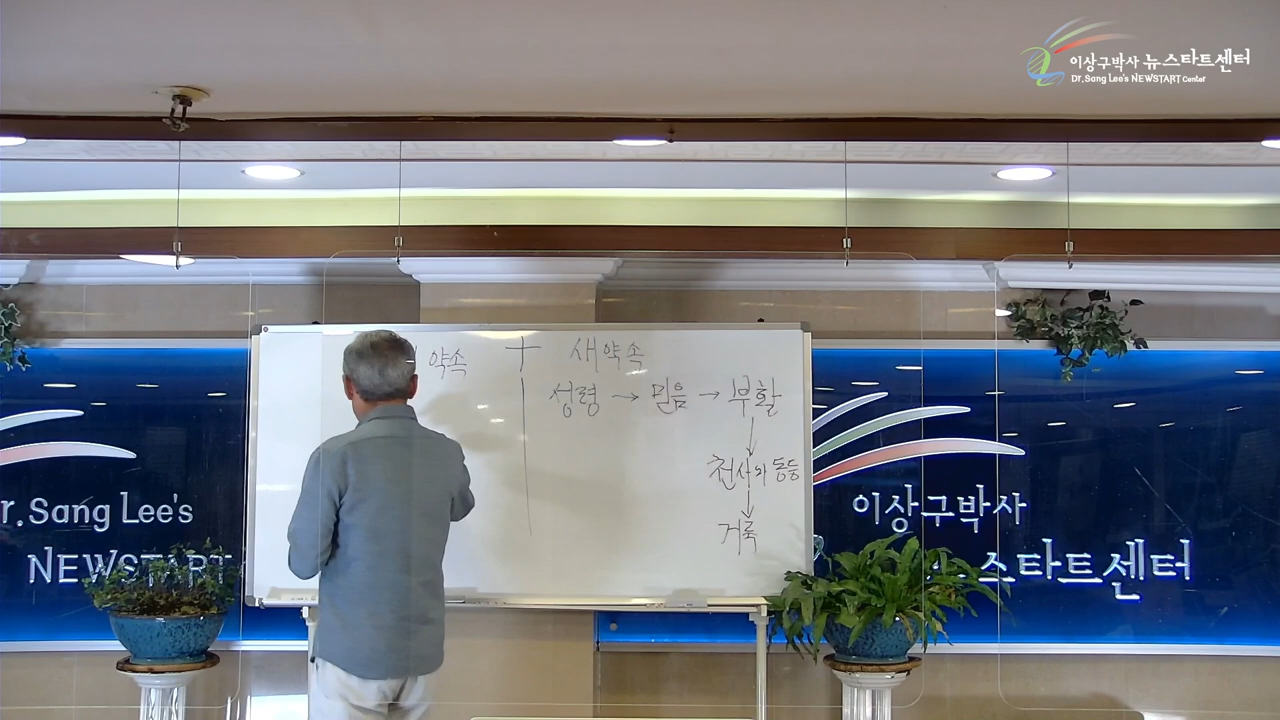 이상구박사 뉴스타트센터
Dr. Sang Lee's NEWSTART Center
약속 + 새약속
성령 → 믿음 → 부활
천사와 동등
거룩
r. Sang Lee's
NEWSTART
이상구박사
스타트센터